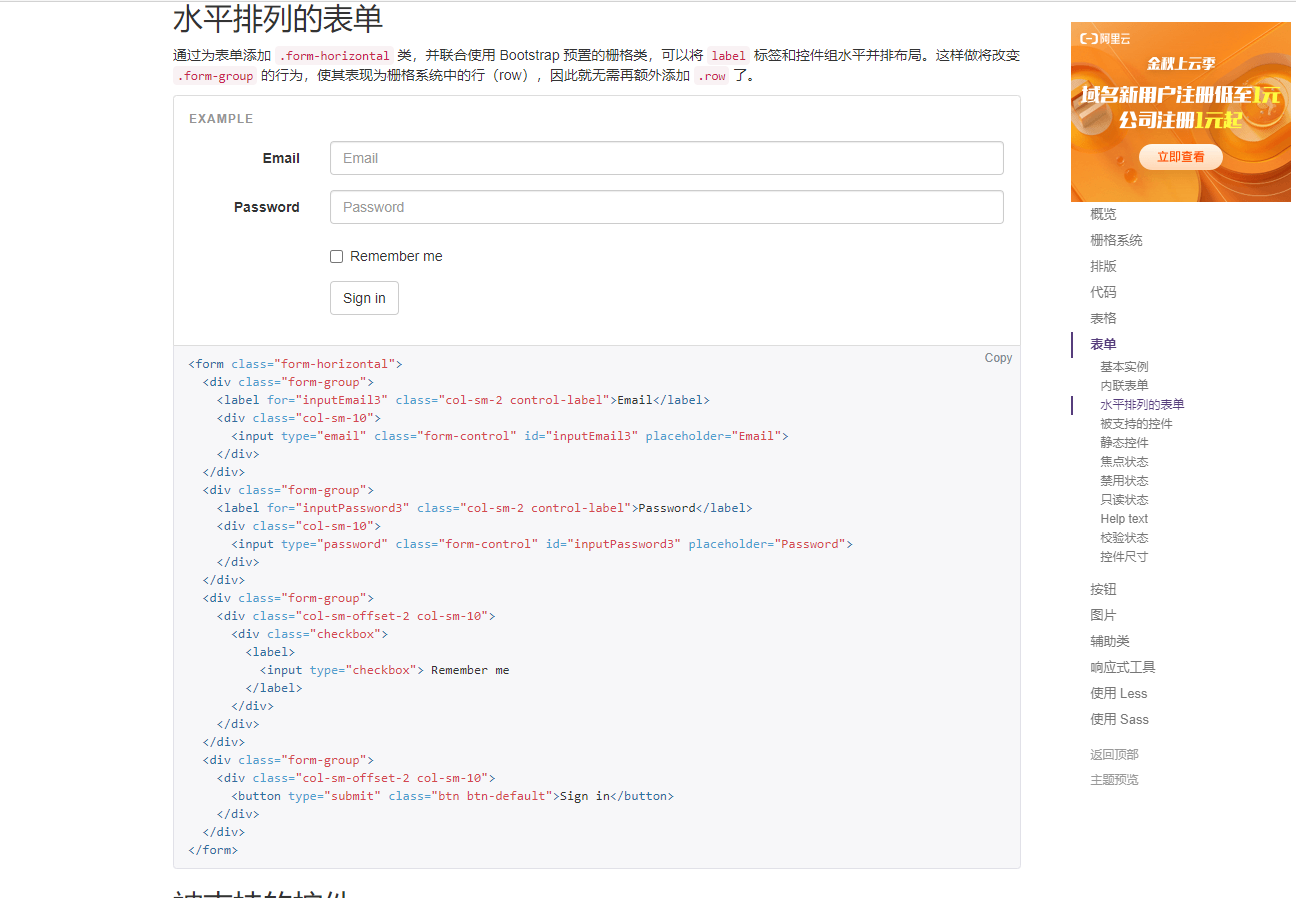 水平排列的表单
通过为表单添加 .form-horizontal 类，并联合使用 Bootstrap 预置的栅格类，可以将 label 标签和控件组水平并排布局。这样做将改变
.form-group 的行为，使其表现为栅格系统中的行（row），因此就无需再额外添加 .row 了。
EXAMPLE
Email
Email
Password
Password
Remember me
Sign in
Copy
<form class="form-horizontal">
  <div class="form-group">
    <label for="inputEmail3" class="col-sm-2 control-label">Email</label>
    <div class="col-sm-10">
      <input type="email" class="form-control" id="inputEmail3" placeholder="Email">
    </div>
  </div>
  <div class="form-group">
    <label for="inputPassword3" class="col-sm-2 control-label">Password</label>
    <div class="col-sm-10">
      <input type="password" class="form-control" id="inputPassword3" placeholder="Password">
    </div>
  </div>
  <div class="form-group">
    <div class="col-sm-offset-2 col-sm-10">
      <div class="checkbox">
        <label>
          <input type="checkbox"> Remember me
        </label>
      </div>
    </div>
  </div>
  <div class="form-group">
    <div class="col-sm-offset-2 col-sm-10">
      <button type="submit" class="btn btn-default">Sign in</button>
    </div>
  </div>
</form>
阿里云
金秋上云季
域名新用户注册低至1元
公司注册1元起
立即查看
概览
栅格系统
排版
代码
表格
表单
基本实例
内联表单
水平排列的表单
被支持的控件
静态控件
焦点状态
禁用状态
只读状态
Help text
校验状态
控件尺寸
按钮
图片
辅助类
响应式工具
使用 Less
使用 Sass
返回顶部
主题预览